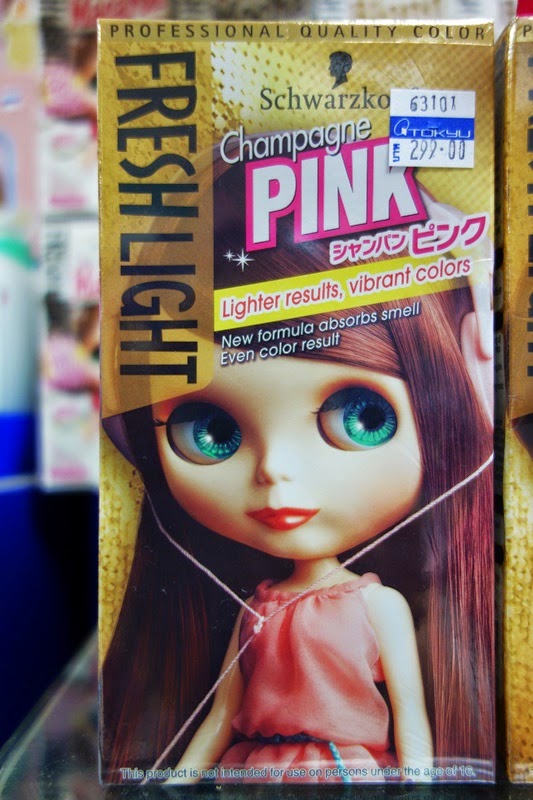 PROFESSIONAL QUALITY COLOR
FRESHLIGHT
Schwarzko
63101
TOKYU
299.00
Champagne
PINK
シャンパン ピンク
Lighter results, vibrant colors
New formula absorbs smell
Even color result
This product is not intended for use on persons under the age of 16.